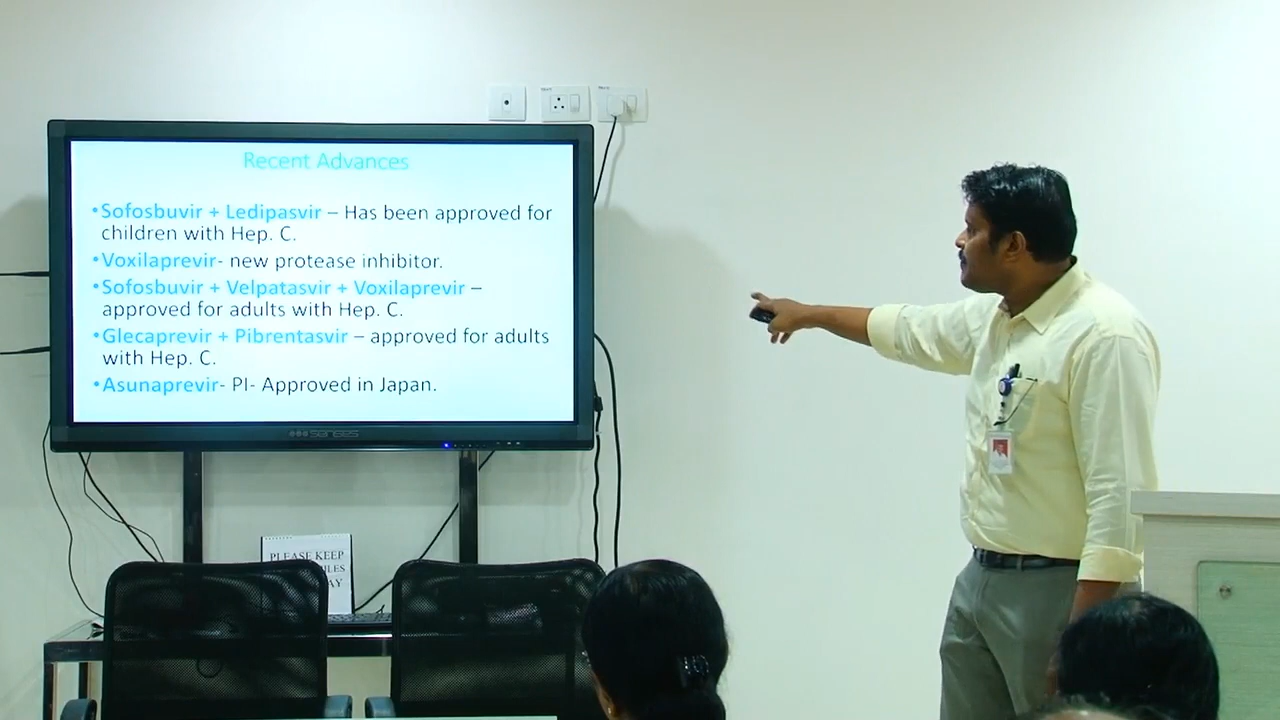 Recent Advances
•Sofosbuvir + Ledipasvir – Has been approved for
children with Hep. C.
•Voxilaprevir- new protease inhibitor.
•Sofosbuvir + Velpatasvir + Voxilaprevir –
approved for adults with Hep. C.
•Glecaprevir + Pibrentasvir – approved for adults
with Hep. C.
•Asunaprevir- PI- Approved in Japan.
senses
PLEASE KEEP